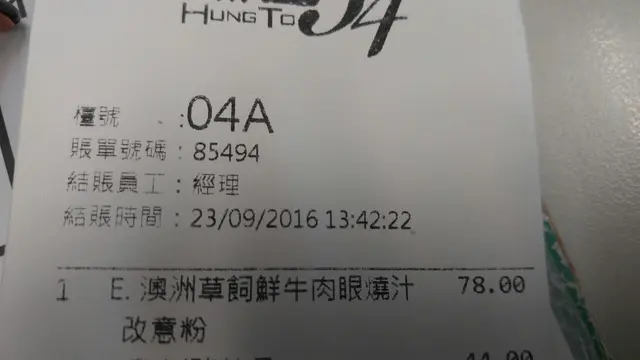 HUNG TO 54
檯號 : 04A
賬單號碼 : 85494
結賬員工 : 經理
結賬時間 : 23/09/2016 13:42:22
1 E. 澳洲草飼鮮牛肉眼燒汁 78.00
改意粉
44.00